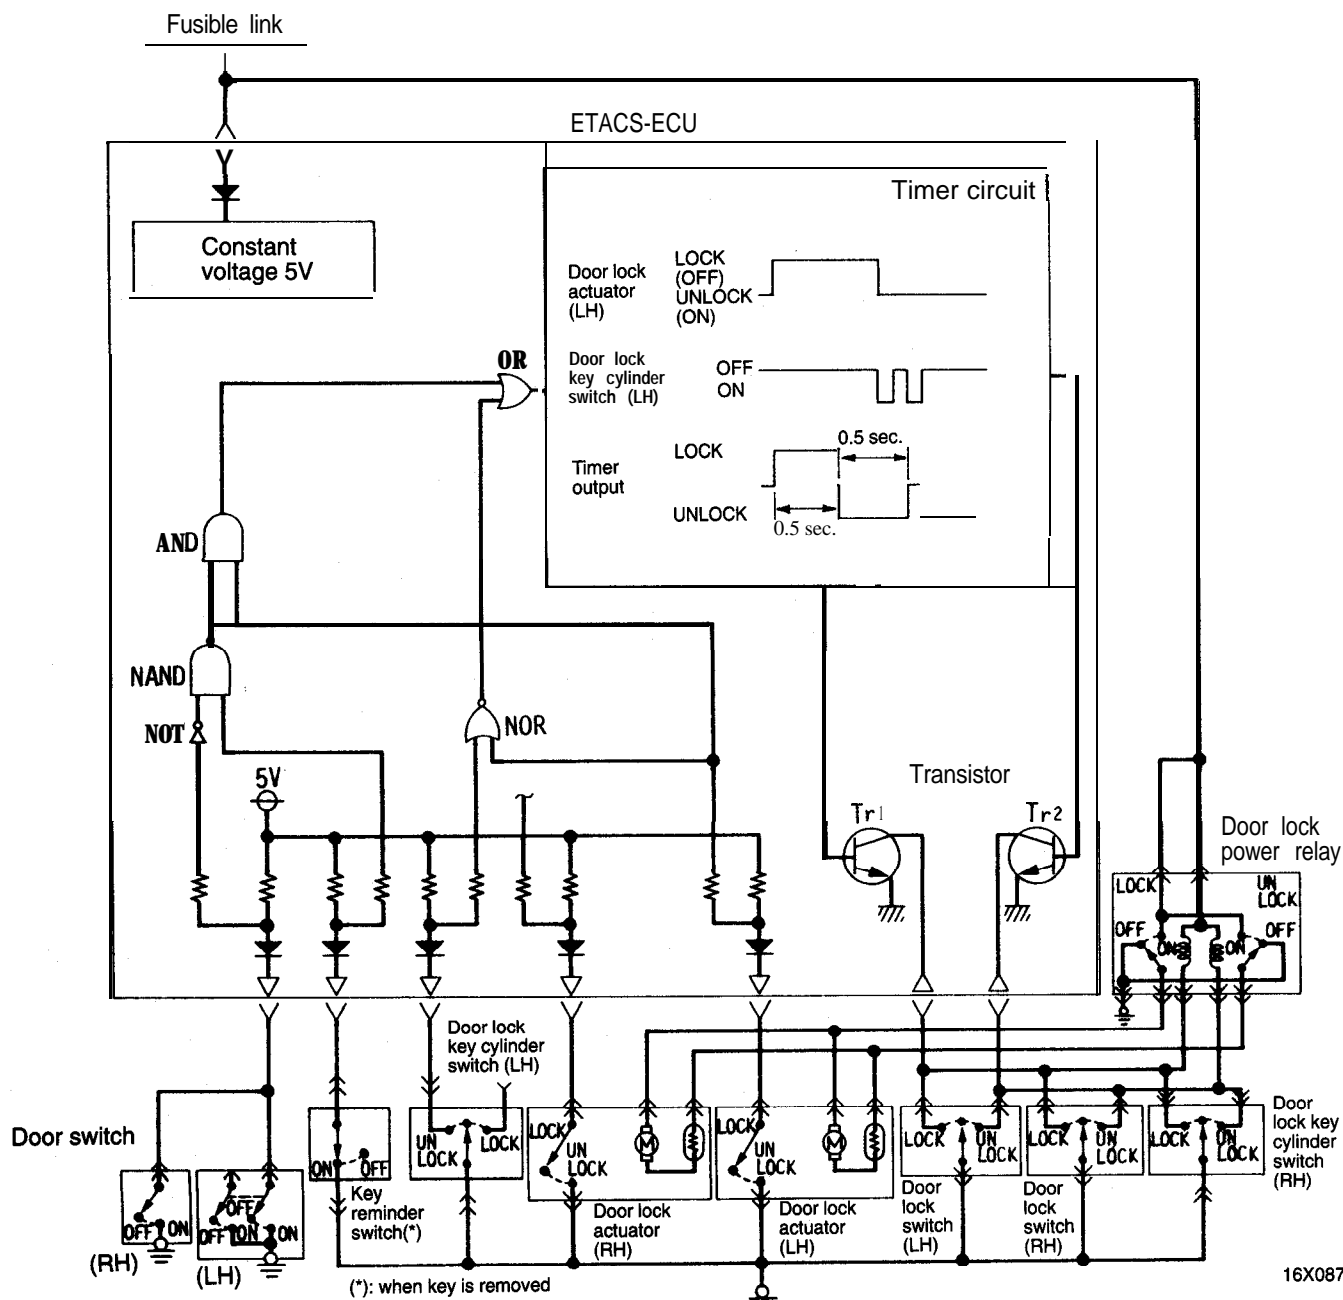 Fusible link
ETACS-ECU
Timer circuit
Constant
voltage 5V
Door lock
actuator
(LH)
LOCK
(OFF)
UNLOCK
(ON)
OR
Door lock
key cylinder
switch (LH)
OFF
ON
Timer
output
LOCK
0.5 sec.
UNLOCK
0.5 sec.
AND
NAND
NOT
NOR
5V
Transistor
Tr1
Tr2
Door lock
power relay
LOCK
UN
LOCK
OFF
ON
ON
OFF
Door lock
key cylinder
switch (LH)
Door switch
OFF
ON
(RH)
OFF
OFF
ON
ON
(LH)
ON
OFF
Key
reminder
switch(*)
UN
LOCK
LOCK
LOCK
UN
LOCK
M
Door lock
actuator
(RH)
LOCK
UN
LOCK
M
Door lock
actuator
(LH)
LOCK
UN
LOCK
Door
lock
switch
(LH)
LOCK
UN
LOCK
Door
lock
switch
(RH)
LOCK
UN
LOCK
Door
lock key
cylinder
switch
(RH)
(*): when key is removed
16X087